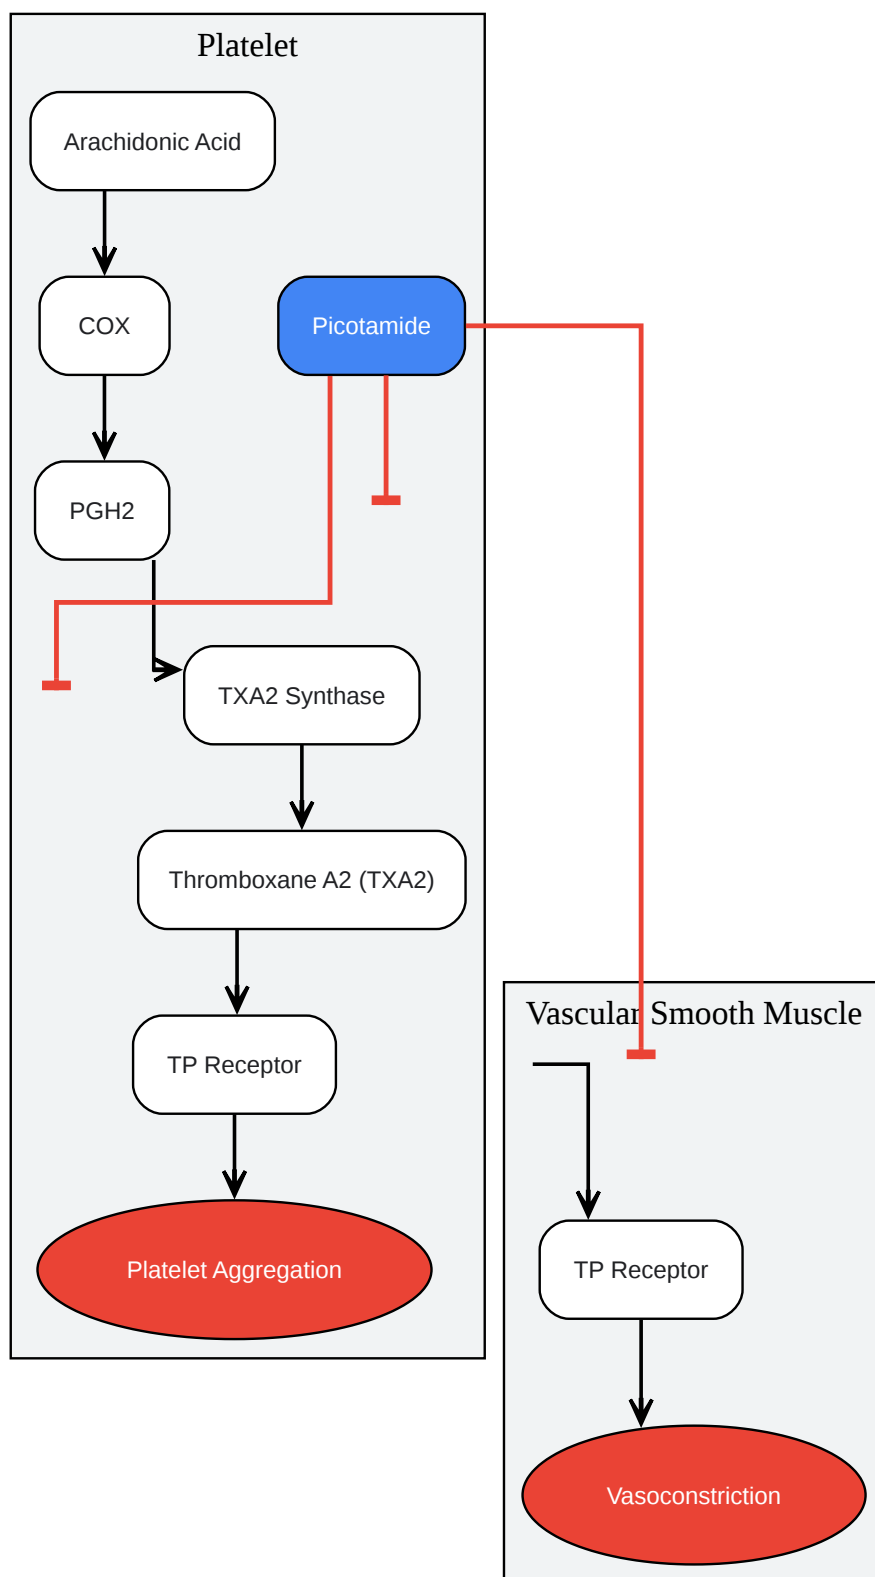 Platelet
Arachidonic Acid
COX
Picotamide
PGH2
TXA2 Synthase
Thromboxane A2 (TXA2)
Vascular Smooth Muscle
TP Receptor
Platelet Aggregation
TP Receptor
Vasoconstriction